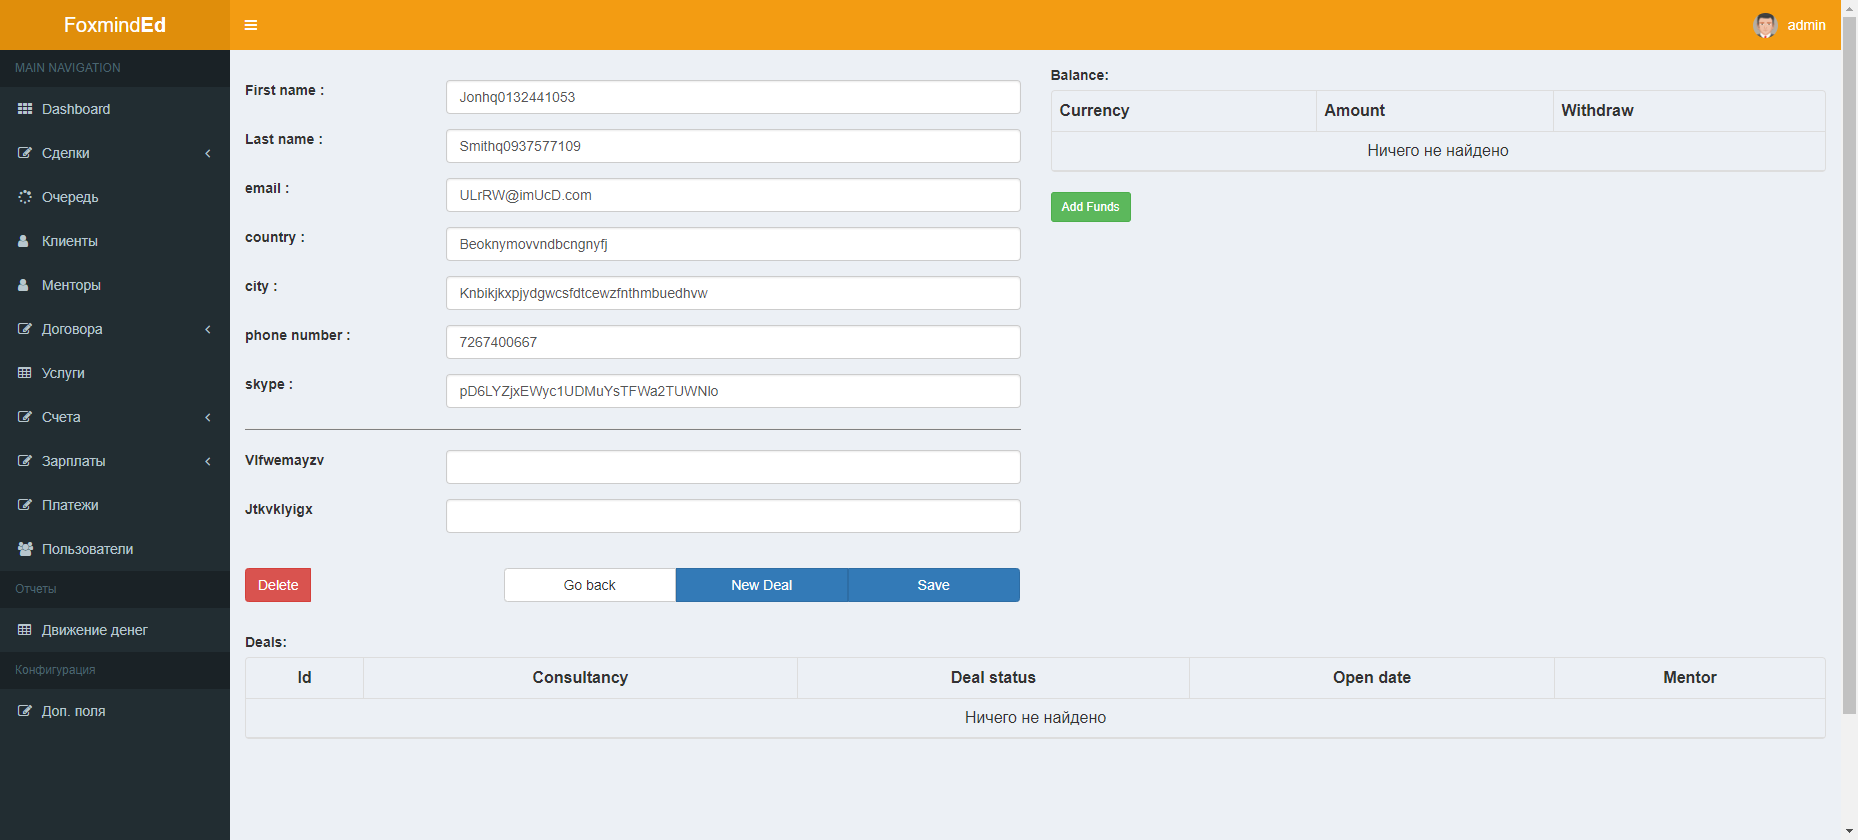 FoxmindEd
admin
MAIN NAVIGATION
Dashboard
Сделки
Очередь
Клиенты
Менторы
Договора
Услуги
Счета
Зарплаты
Платежи
Пользователи
Отчеты
Движение денег
Конфигурация
Доп. поля
First name :
Jonhq0132441053
Last name :
Smithq0937577109
email :
ULrRW@imUcD.com
country :
Beoknymovvndbcngnyfj
city :
Knbikjkxpjydgwcsfdtcewzfnthmbuedhvw
phone number :
7267400667
skype :
pD6LYZjxEWyc1UDMuYsTFWa2TUWNlo
Vlfwemayzv
Jtkvklyigx
Delete
Go back
New Deal
Save
Balance:
Currency Amount Withdraw
Ничего не найдено
Add Funds
Deals:
Id Consultancy Deal status Open date Mentor
Ничего не найдено